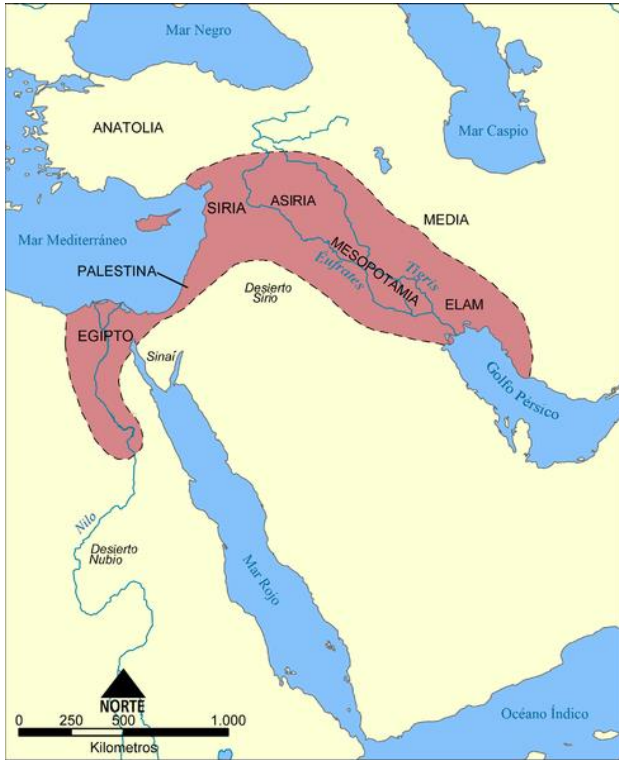 Mar Negro
Mar Caspio
ANATOLIA
SIRIA
ASIRIA
MEDIA
Mar Mediterráneo
MESOPOTAMIA
Tigris
Éufrates
PALESTINA
Desierto
Sirio
ELAM
EGIPTO
Sinaí
Golfo Pérsico
Nilo
Desierto
Nubio
Mar Rojo
NORTE
0 250 500 1.000
Kilometros
Océano Índico